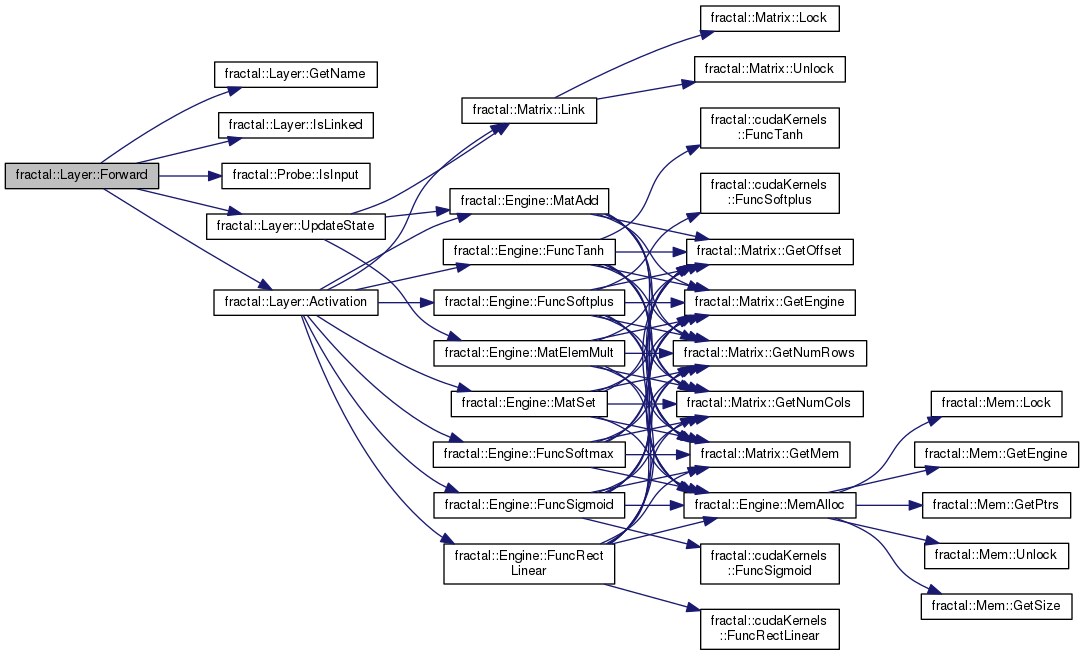 fractal::Layer::Forward
fractal::Layer::GetName
fractal::Layer::IsLinked
fractal::Probe::IsInput
fractal::Layer::UpdateState
fractal::Layer::Activation
fractal::Matrix::Link
fractal::Engine::MatAdd
fractal::Engine::FuncTanh
fractal::Engine::FuncSoftplus
fractal::Engine::MatElemMult
fractal::Engine::MatSet
fractal::Engine::FuncSoftmax
fractal::Engine::FuncSigmoid
fractal::Engine::FuncRect
Linear
fractal::Matrix::Lock
fractal::Matrix::Unlock
fractal::cudaKernels
::FuncTanh
fractal::cudaKernels
::FuncSoftplus
fractal::Matrix::GetOffset
fractal::Matrix::GetEngine
fractal::Matrix::GetNumRows
fractal::Matrix::GetNumCols
fractal::Matrix::GetMem
fractal::Engine::MemAlloc
fractal::cudaKernels
::FuncSigmoid
fractal::cudaKernels
::FuncRectLinear
fractal::Mem::Lock
fractal::Mem::GetEngine
fractal::Mem::GetPtrs
fractal::Mem::Unlock
fractal::Mem::GetSize